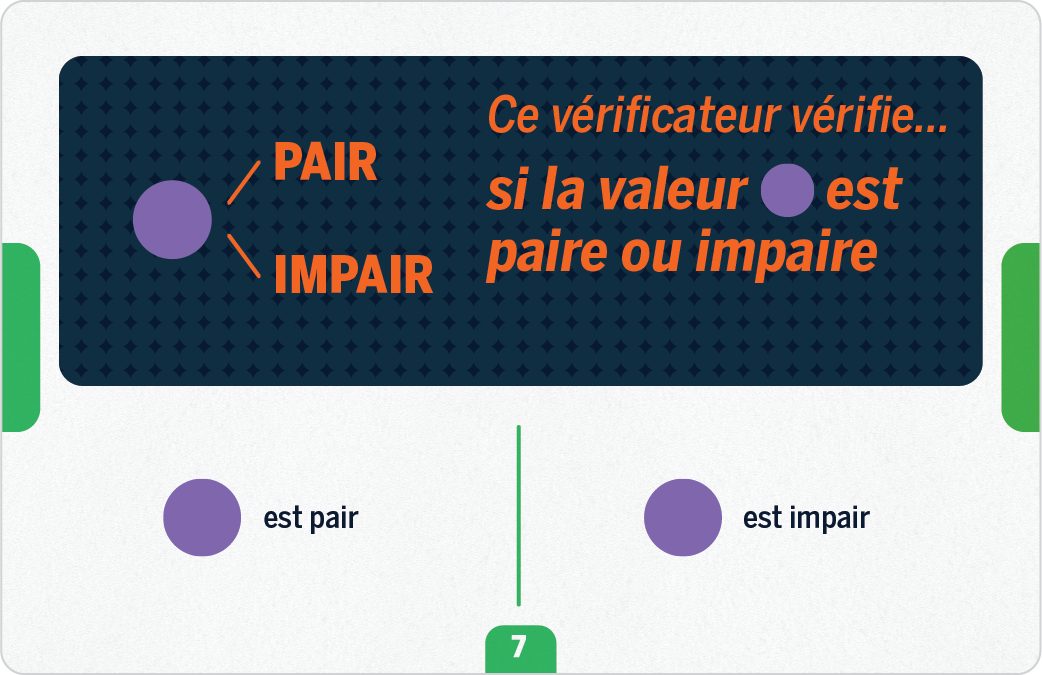 PAIR
IMPAIR
Ce vérificateur vérifie...
si la valeur est
paire ou impaire
est pair
est impair
7